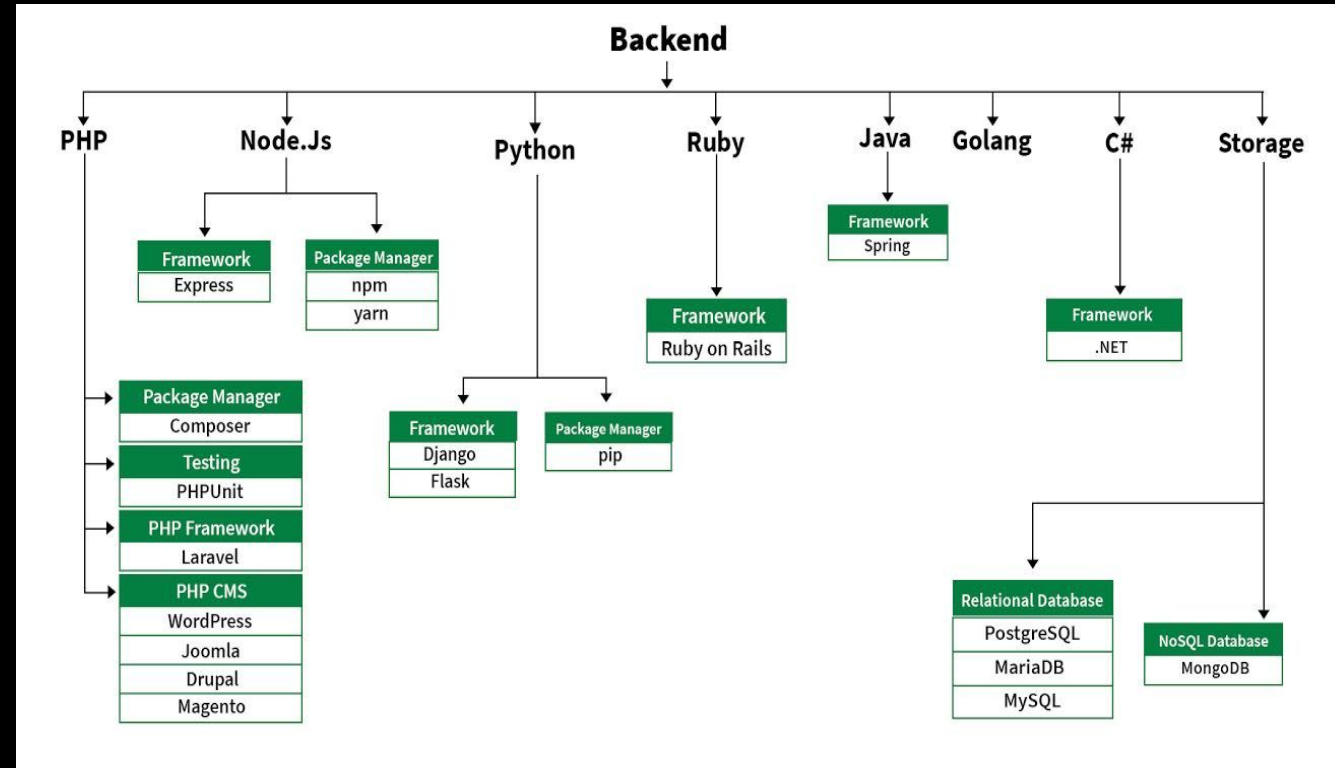 Backend
PHP
Node.Js
Python
Ruby
Java
Golang
C#
Storage
Framework
Express
Package Manager
npm
yarn
Framework
Spring
Framework
Ruby on Rails
Framework
.NET
Package Manager
Composer
Testing
PHPUnit
PHP Framework
Laravel
PHP CMS
WordPress
Joomla
Drupal
Magento
Framework
Django
Flask
Package Manager
pip
Relational Database
PostgreSQL
MariaDB
MySQL
NoSQL Database
MongoDB